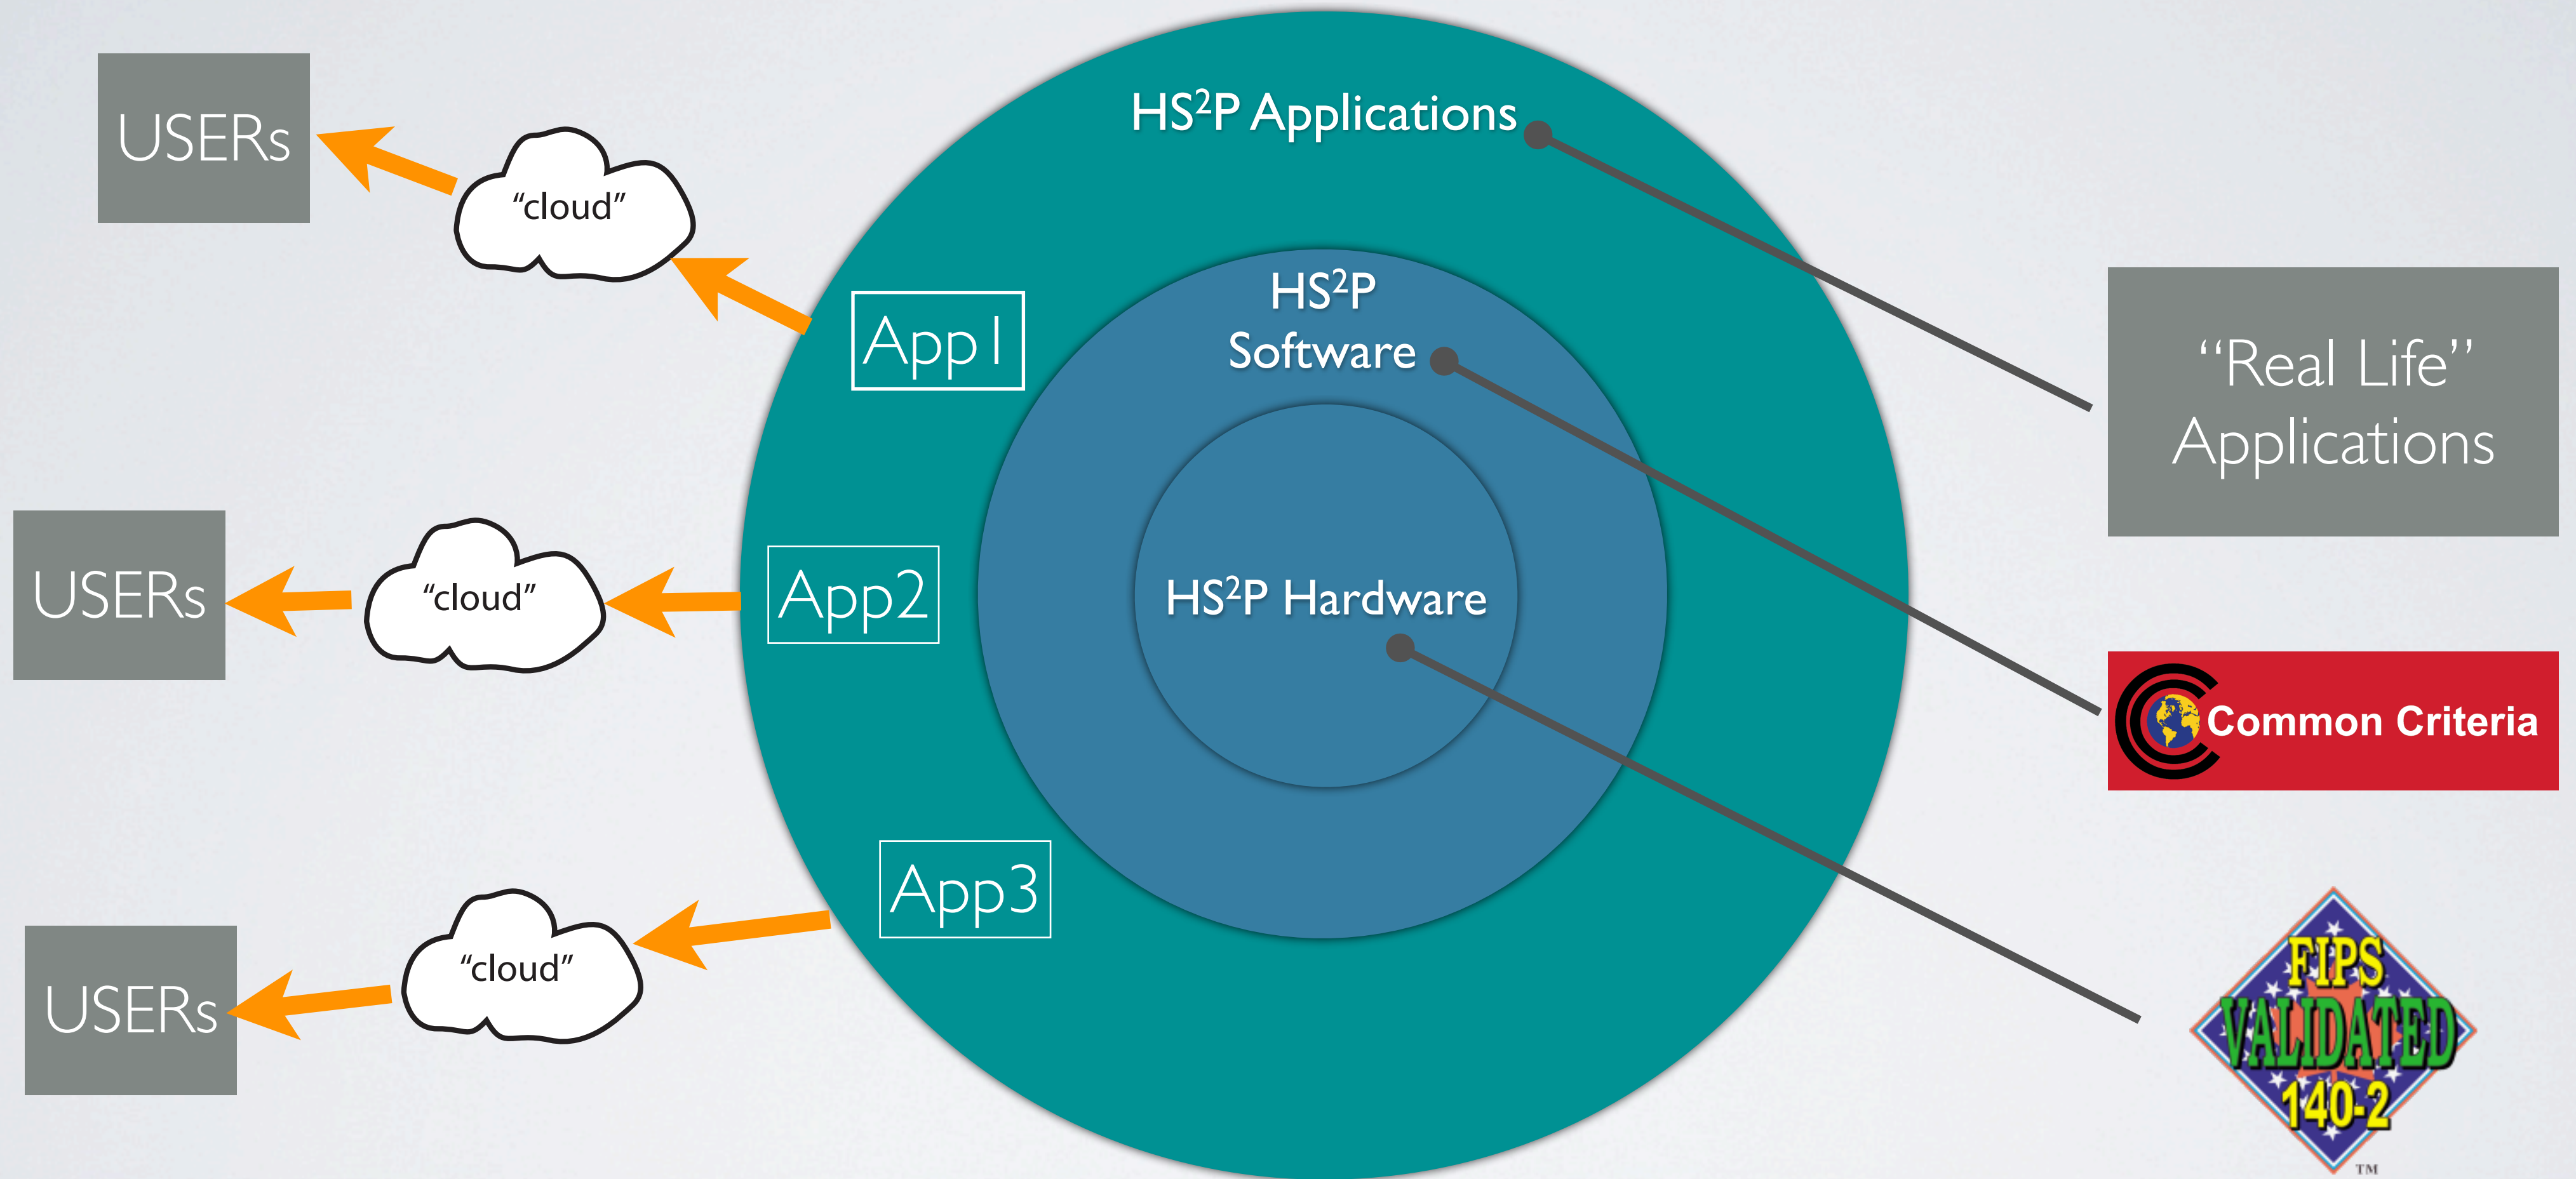 USERs
"cloud"
HS²P Applications
App1
HS²P
Software
“Real Life”
Applications
USERs
“cloud”
App2
HS²P Hardware
Common Criteria
USERs
“cloud”
App3
FIPS
VALIDATED
140-2
TM